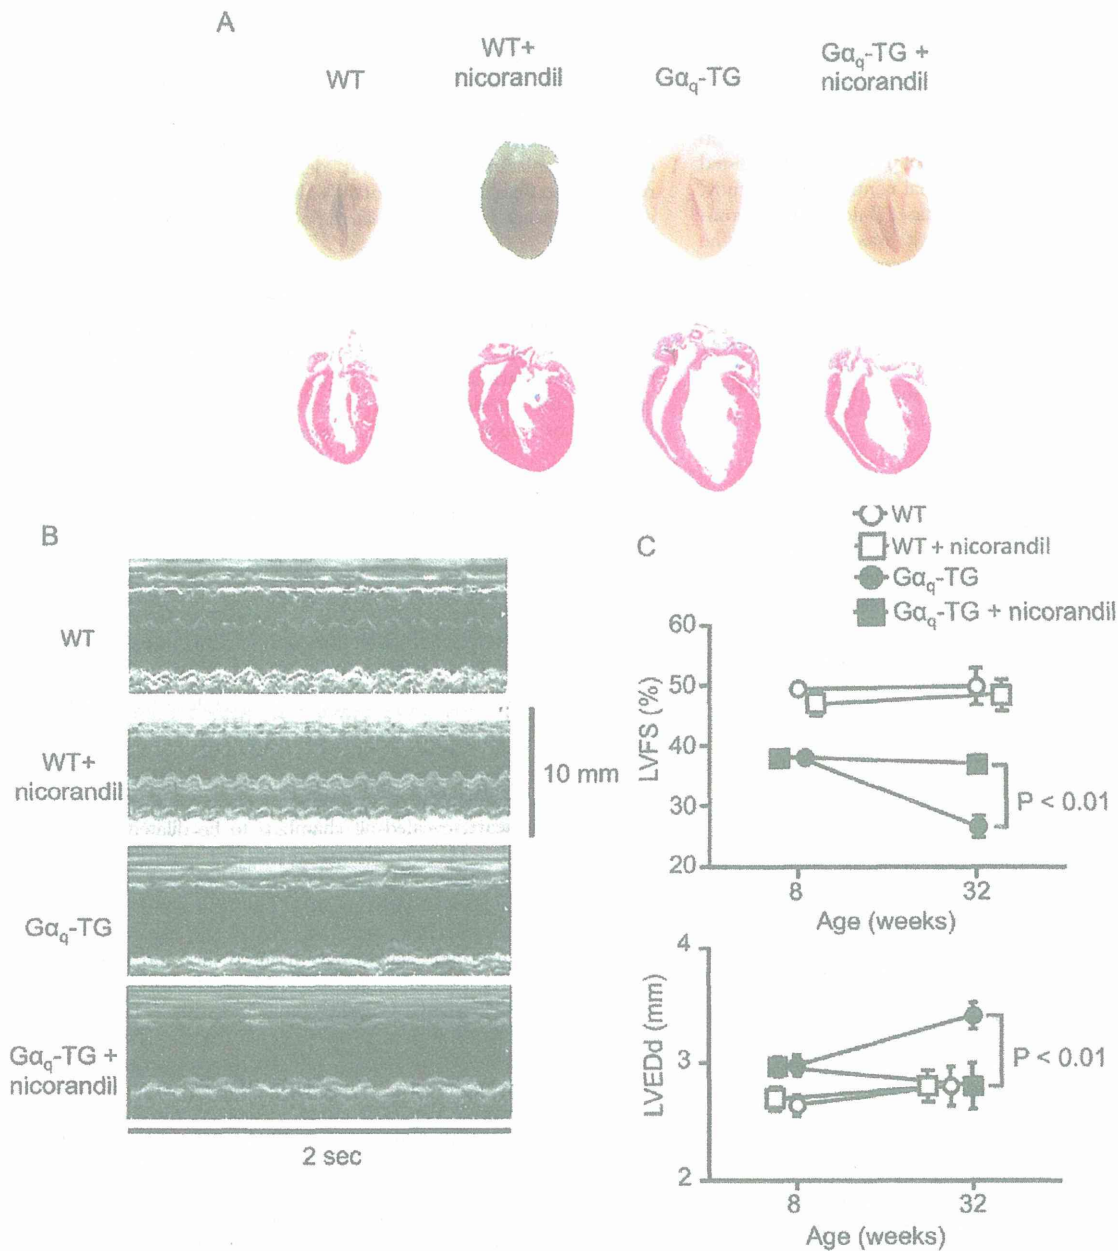 A
WT
WT+
nicorandil
Gαq-TG
Gαq-TG +
nicorandil
B
WT
WT+
nicorandil
Gαq-TG
Gαq-TG +
nicorandil
10 mm
2 sec
C
WT
WT + nicorandil
Gαq-TG
Gαq-TG + nicorandil
LVFS (%)
60
50
40
30
20
P < 0.01
8
32
Age (weeks)
LVEDd (mm)
4
3
2
P < 0.01
8
32
Age (weeks)